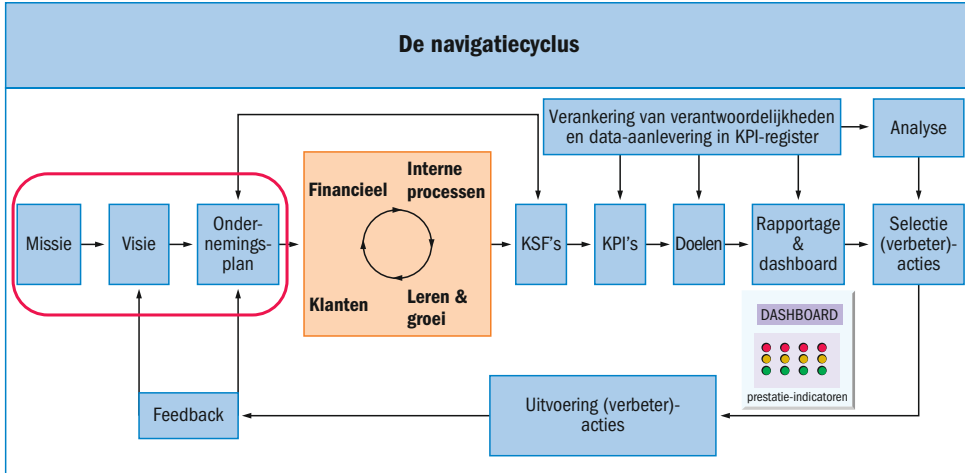 De navigatiecyclus
Verankering van verantwoordelijkheden
en data-aanlevering in KPI-register
Analyse
Missie
Visie
Onder-
nemings-
plan
Financieel
Interne
processen
Klanten
Leren &
groei
KSF's
KPI's
Doelen
Rapportage
&
dashboard
Selectie
(verbeter)-
acties
DASHBOARD
prestatie-indicatoren
Feedback
Uitvoering (verbeter)-
acties